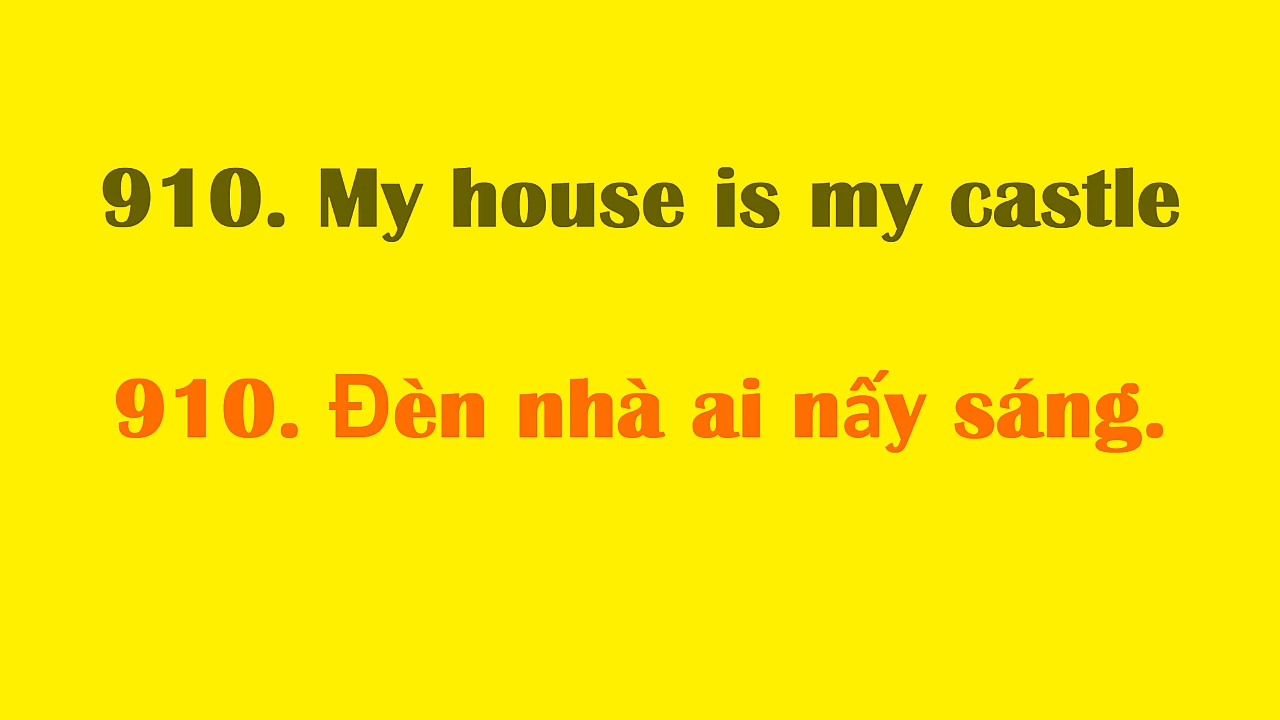 910. My house is my castle
910. Đèn nhà ai nấy sáng.